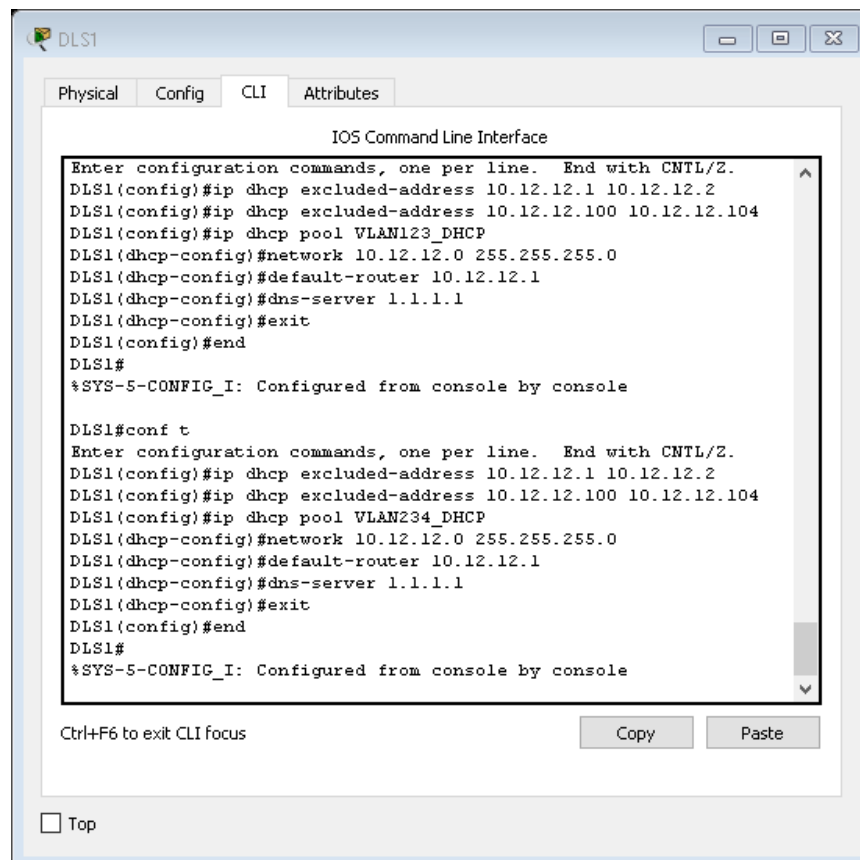 DLS1
Physical Config CLI Attributes
IOS Command Line Interface
Enter configuration commands, one per line.  End with CNTL/Z.
DLS1(config)#ip dhcp excluded-address 10.12.12.1 10.12.12.2
DLS1(config)#ip dhcp excluded-address 10.12.12.100 10.12.12.104
DLS1(config)#ip dhcp pool VLAN123_DHCP
DLS1(dhcp-config)#network 10.12.12.0 255.255.255.0
DLS1(dhcp-config)#default-router 10.12.12.1
DLS1(dhcp-config)#dns-server 1.1.1.1
DLS1(dhcp-config)#exit
DLS1(config)#end
DLS1#
%SYS-5-CONFIG_I: Configured from console by console
DLS1#conf t
Enter configuration commands, one per line.  End with CNTL/Z.
DLS1(config)#ip dhcp excluded-address 10.12.12.1 10.12.12.2
DLS1(config)#ip dhcp excluded-address 10.12.12.100 10.12.12.104
DLS1(config)#ip dhcp pool VLAN234_DHCP
DLS1(dhcp-config)#network 10.12.12.0 255.255.255.0
DLS1(dhcp-config)#default-router 10.12.12.1
DLS1(dhcp-config)#dns-server 1.1.1.1
DLS1(dhcp-config)#exit
DLS1(config)#end
DLS1#
%SYS-5-CONFIG_I: Configured from console by console
Ctrl+F6 to exit CLI focus Copy Paste
Top